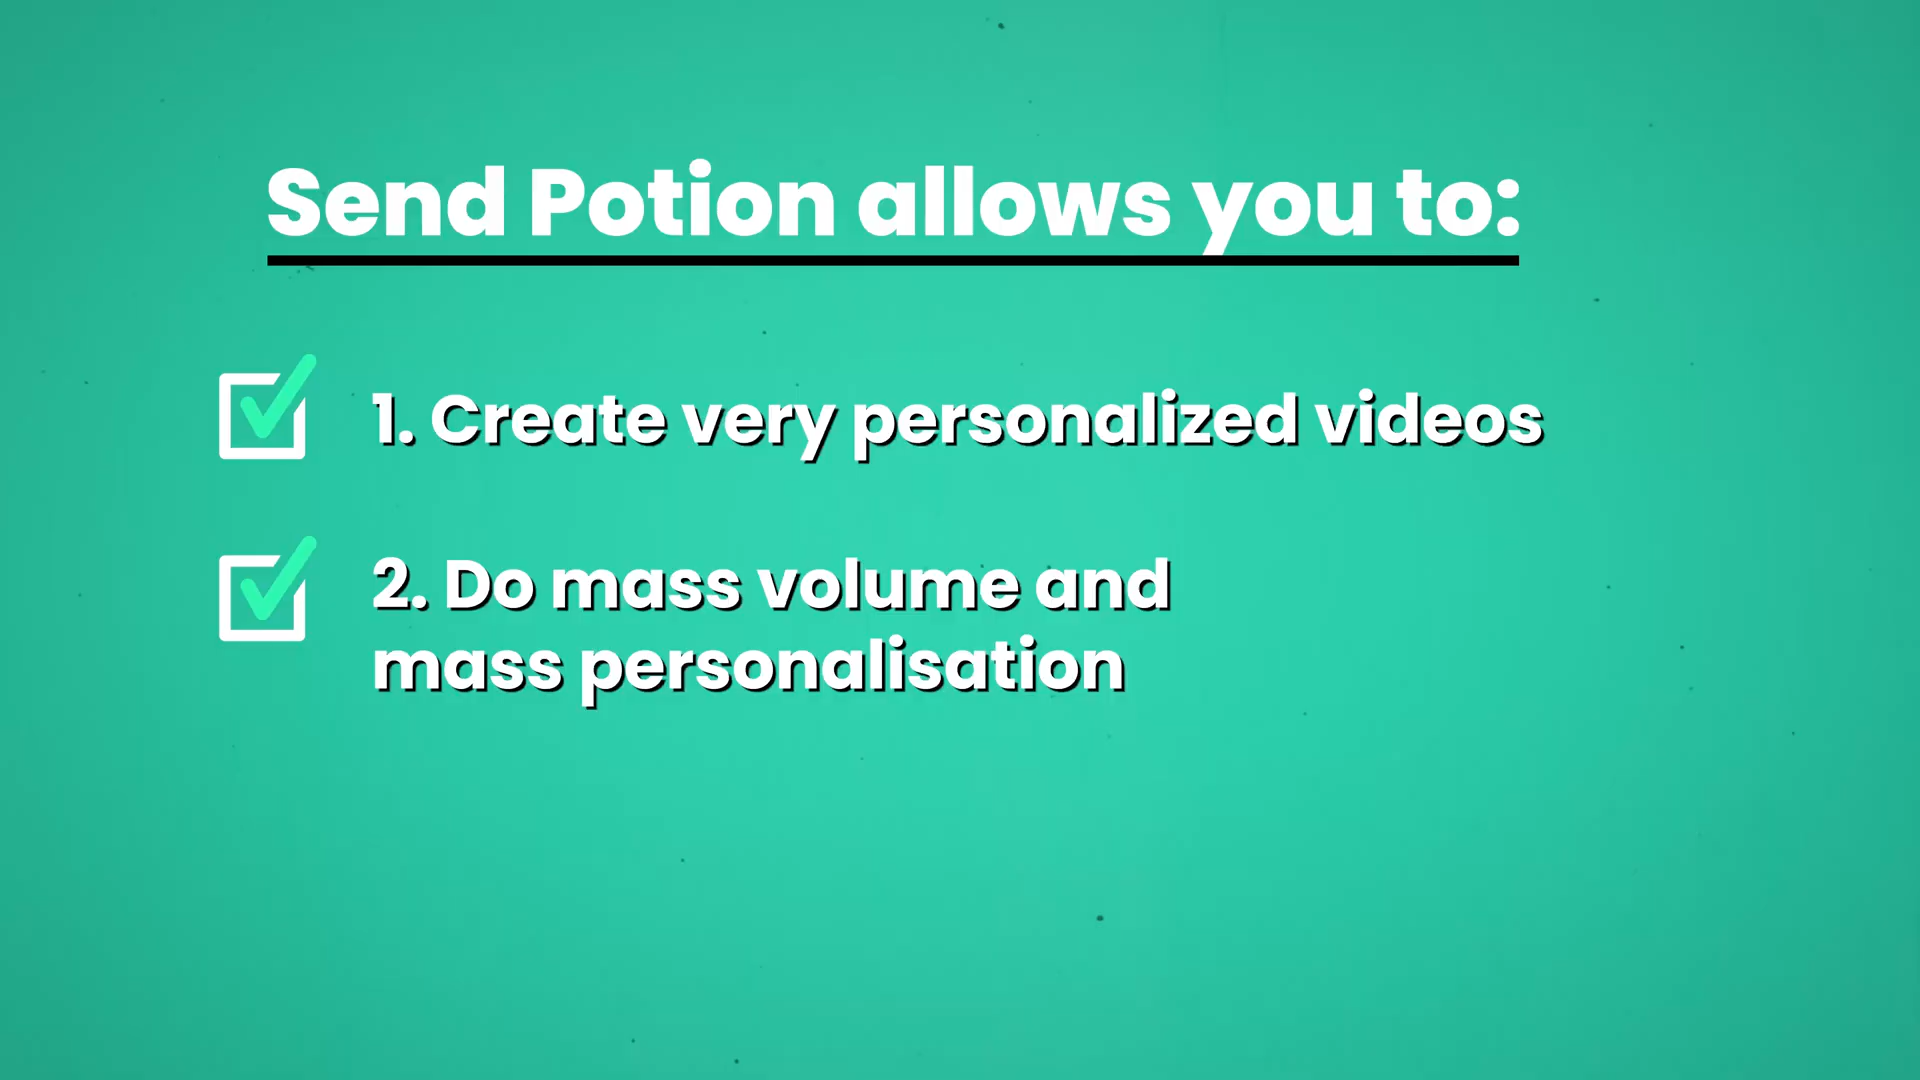 Send Potion allows you to:
1. Create very personalized videos
2. Do mass volume and
mass personalisation